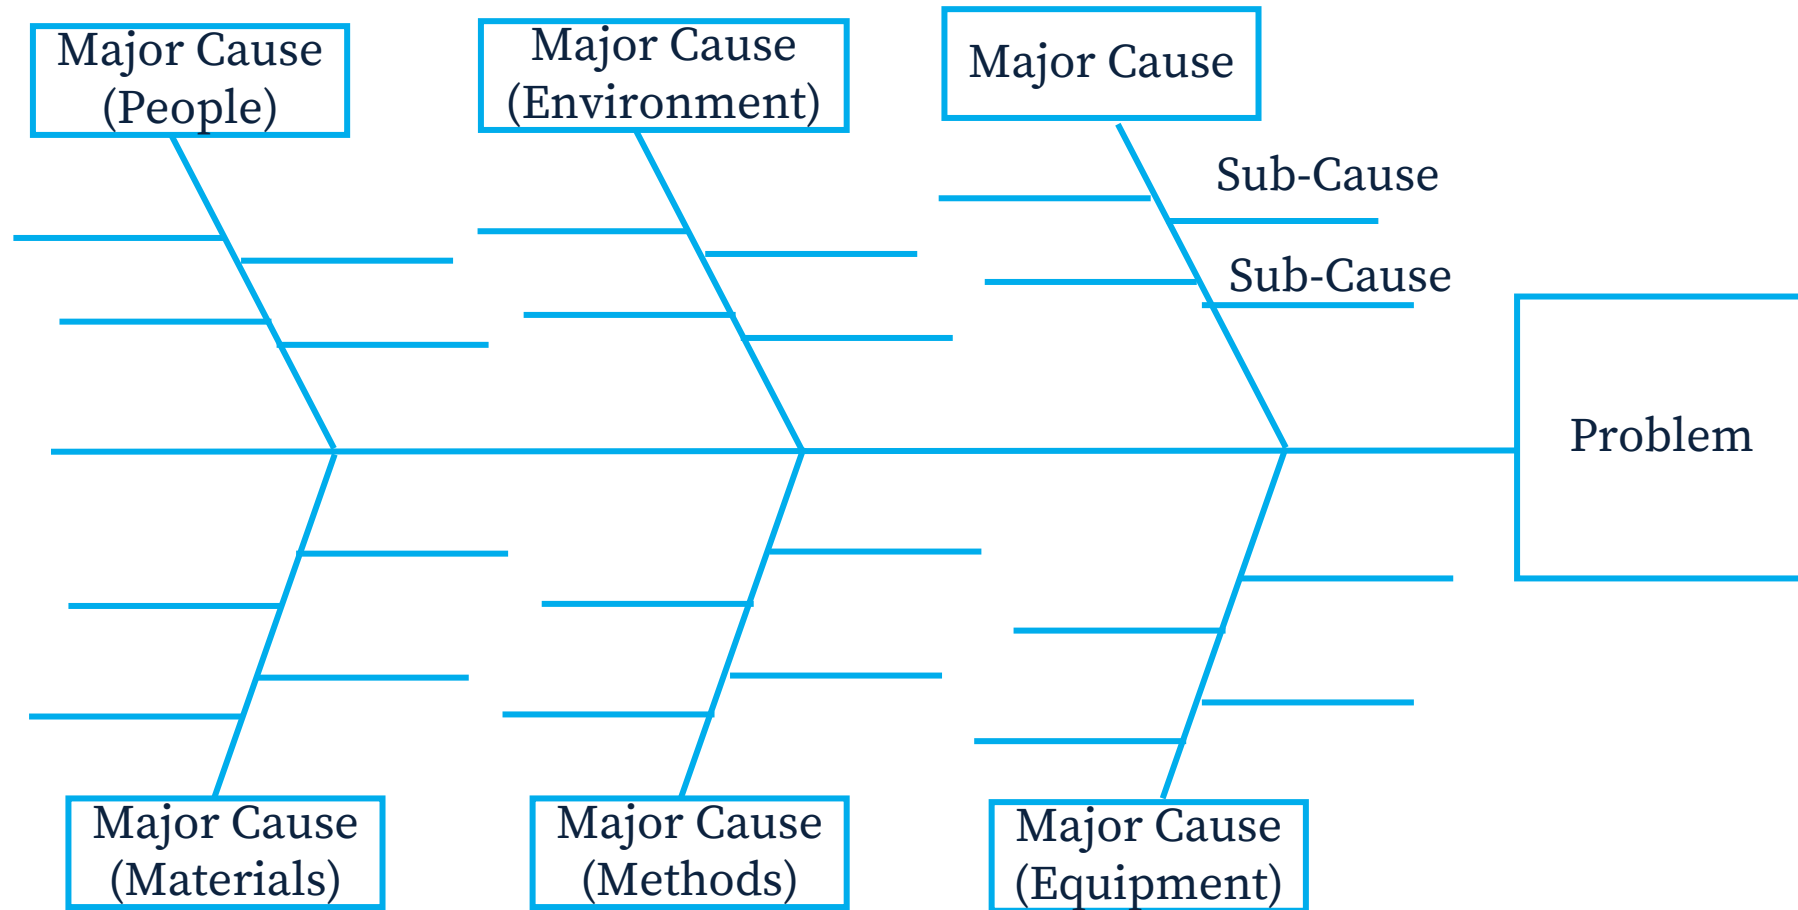 Major Cause
(People)
Major Cause
(Environment)
Major Cause
Sub-Cause
Sub-Cause
Problem
Major Cause
(Materials)
Major Cause
(Methods)
Major Cause
(Equipment)